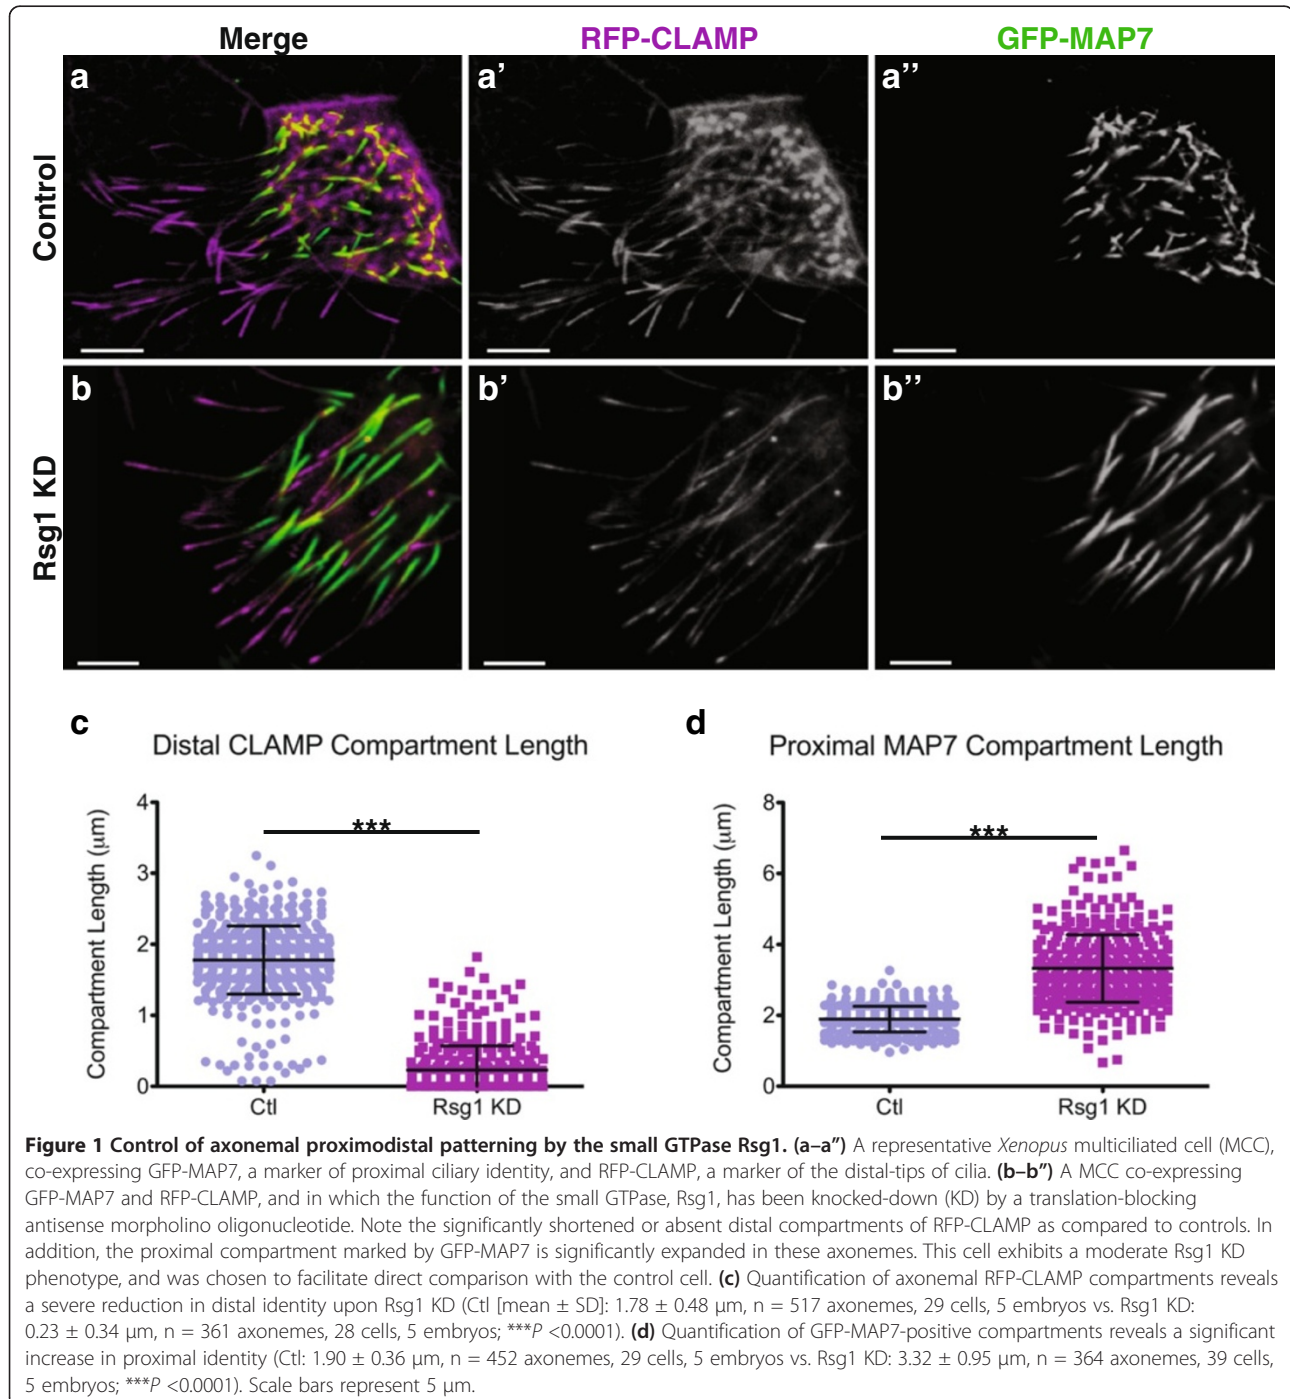 Merge
RFP-CLAMP
GFP-MAP7
Control
a
a’
a’’
Rsg1 KD
b
b’
b’’
c
Distal CLAMP Compartment Length
Compartment Length (μm)
4
3
2
1
0
***
Ctl
Rsg1 KD
d
Proximal MAP7 Compartment Length
Compartment Length (μm)
8
6
4
2
0
***
Ctl
Rsg1 KD
Figure 1 Control of axonemal proximodistal patterning by the small GTPase Rsg1. (a–a”) A representative Xenopus multiciliated cell (MCC),
co-expressing GFP-MAP7, a marker of proximal ciliary identity, and RFP-CLAMP, a marker of the distal-tips of cilia. (b–b”) A MCC co-expressing
GFP-MAP7 and RFP-CLAMP, and in which the function of the small GTPase, Rsg1, has been knocked-down (KD) by a translation-blocking
antisense morpholino oligonucleotide. Note the significantly shortened or absent distal compartments of RFP-CLAMP as compared to controls. In
addition, the proximal compartment marked by GFP-MAP7 is significantly expanded in these axonemes. This cell exhibits a moderate Rsg1 KD
phenotype, and was chosen to facilitate direct comparison with the control cell. (c) Quantification of axonemal RFP-CLAMP compartments reveals
a severe reduction in distal identity upon Rsg1 KD (Ctl [mean ± SD]: 1.78 ± 0.48 μm, n = 517 axonemes, 29 cells, 5 embryos vs. Rsg1 KD:
0.23 ± 0.34 μm, n = 361 axonemes, 28 cells, 5 embryos; ***P <0.0001). (d) Quantification of GFP-MAP7-positive compartments reveals a significant
increase in proximal identity (Ctl: 1.90 ± 0.36 μm, n = 452 axonemes, 29 cells, 5 embryos vs. Rsg1 KD: 3.32 ± 0.95 μm, n = 364 axonemes, 39 cells,
5 embryos; ***P <0.0001). Scale bars represent 5 μm.